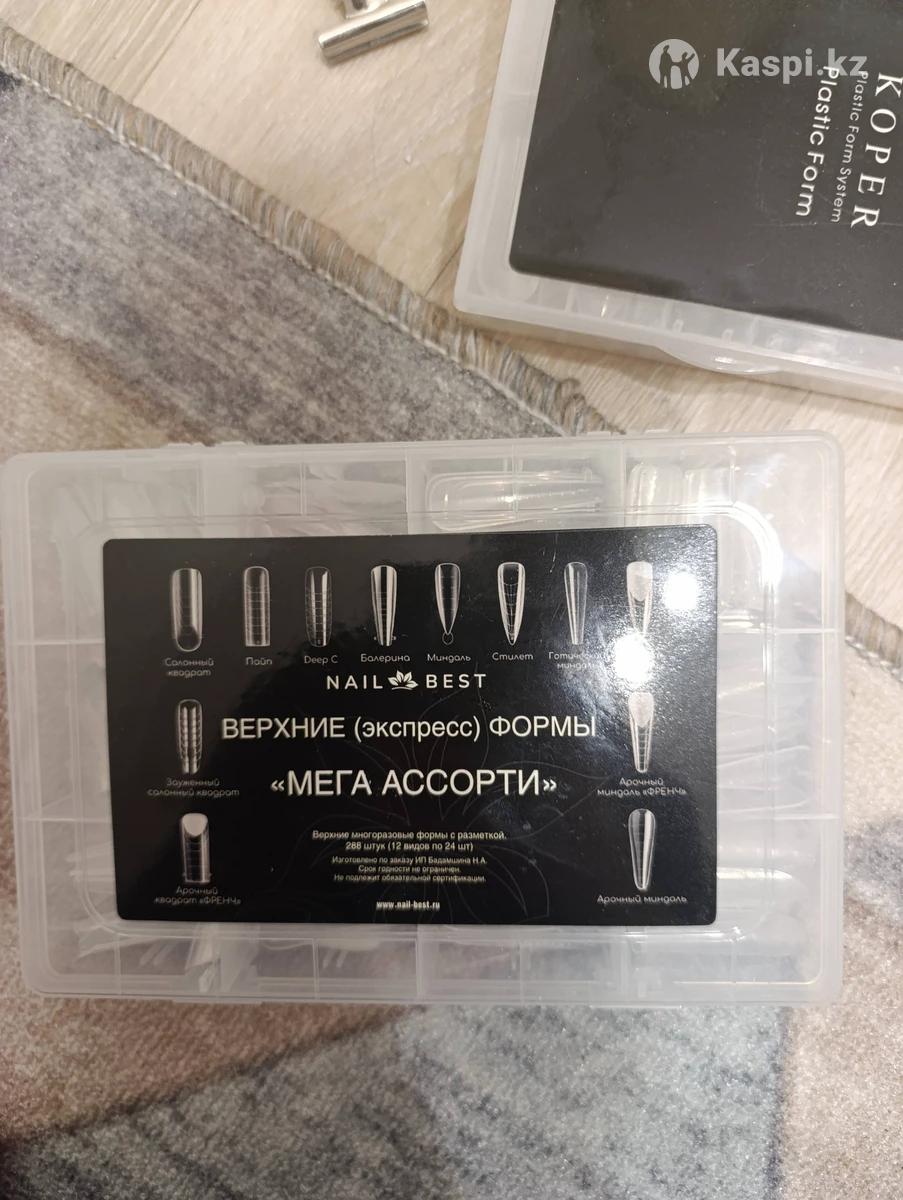 Kaspi.kz
KOPER
Plastic Form System
Plastic Form
Салонный
квадрат
Пайп
Deep C
Балерина
Миндаль
Стилет
миндаль
NAIL BEST
ВЕРХНИЕ (экспресс) ФОРМЫ
«МЕГА АССОРТИ»
Зауженный
салонный квадрат
Арочный
миндаль «ФРЕНЧ»
Верхние многоразовые формы с разметкой.
288 штук (12 видов по 24 шт)
Изготовлено по заказу ИП Бадамшина Н.А.
Срок годности не ограничен.
Не подлежит обязательной сертификации.
Арочный
квадрат «ФРЕНЧ»
Арочный миндаль
www.nail-best.ru